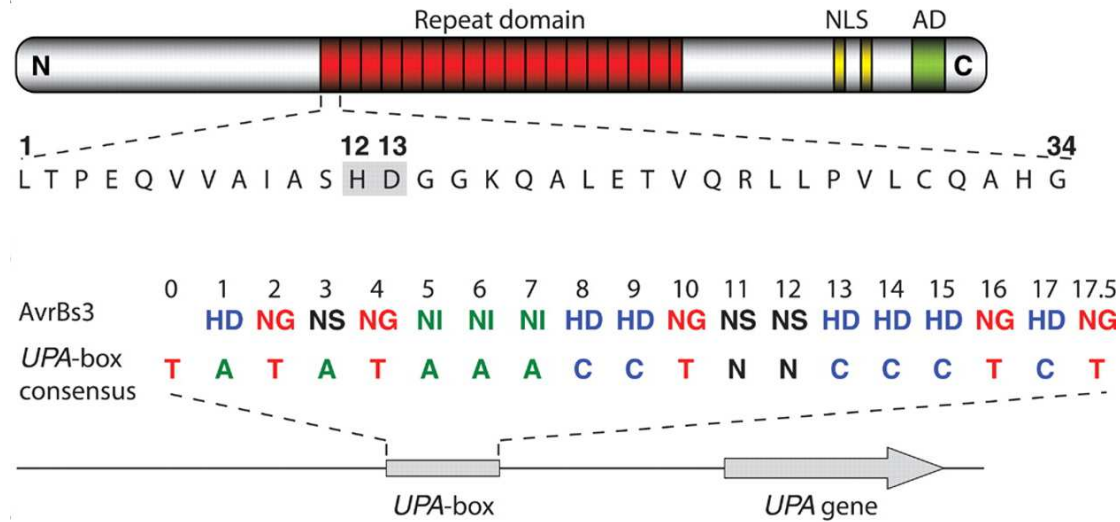 Repeat domain NLS AD
N C
1 12 13 34
L T P E Q V V A I A S H D G G K Q A L E T V Q R L L P V L C Q A H G
0 1 2 3 4 5 6 7 8 9 10 11 12 13 14 15 16 17 17.5
AvrBs3 HD NG NS NG NI NI NI HD HD NG NS NS HD HD HD NG HD NG
UPA-box
consensus T A T A T A A A C C T N N C C C T C T
UPA-box UPA gene